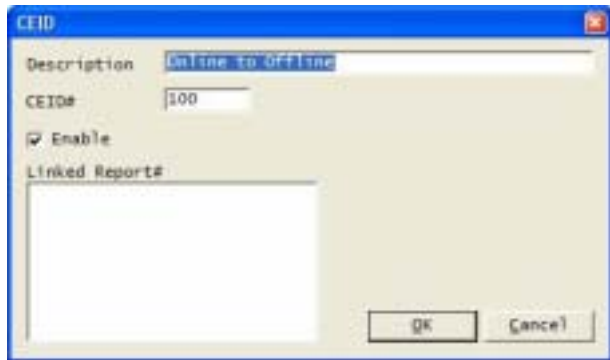 CEID
Description Online to Offline
CEID# 100
Enable
Linked Report#
OK Cancel